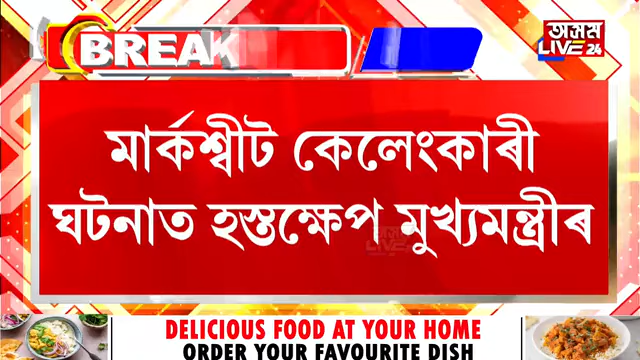 BREAK
অসম
LIVE 24
মাৰ্কশ্বীট কেলেংকাৰী
ঘটনাত হস্তক্ষেপ মুখ্যমন্ত্ৰীৰ
DELICIOUS FOOD AT YOUR HOME
ORDER YOUR FAVOURITE DISH